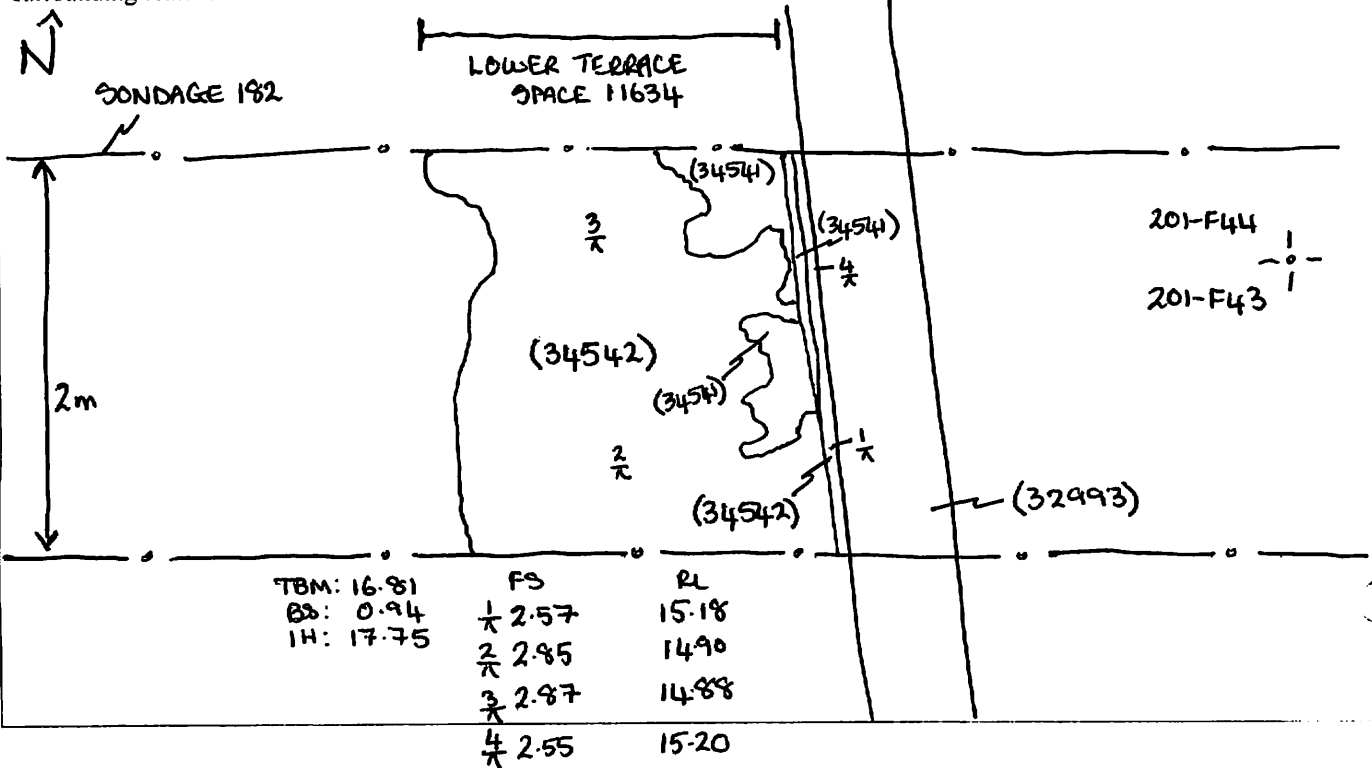 N
LOWER TERRACE
SPACE 11634
SONDAGE 182
(34541)
3
(34541)
4
201-F44
201-F43
(34542)
(34541)
2m
2
1
(34542)
(32993)
TBM: 16.81
BS: 0.94
IH: 17.75
FS RL
1 2.57 15.18
2 2.85 14.90
3 2.87 14.88
4 2.55 15.20